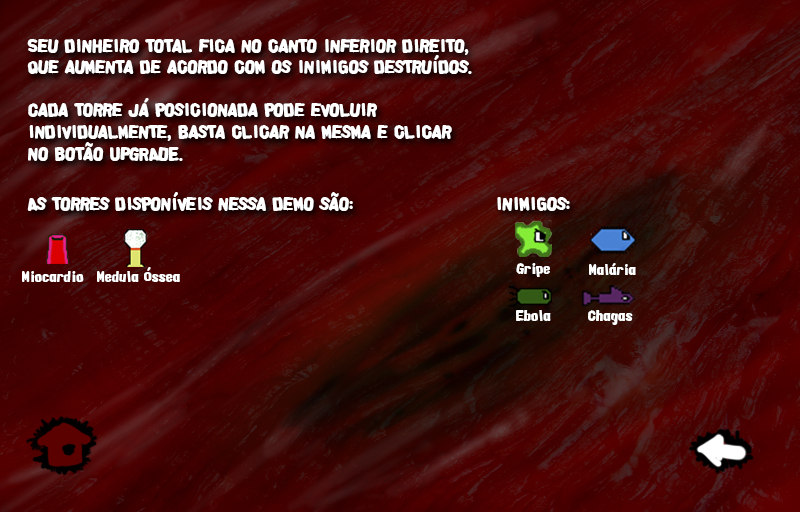 SEU DINHEIRO TOTAL FICA NO CANTO INFERIOR DIREITO,
QUE AUMENTA DE ACORDO COM OS INIMIGOS DESTRUÍDOS.
CADA TORRE JÁ POSICIONADA PODE EVOLUIR
INDIVIDUALMENTE, BASTA CLICAR NA MESMA E CLICAR
NO BOTÃO UPGRADE.
AS TORRES DISPONÍVEIS NESSA DEMO SÃO:
Miocardio Medula Óssea
INIMIGOS:
Gripe Malária
Ebola Chagas